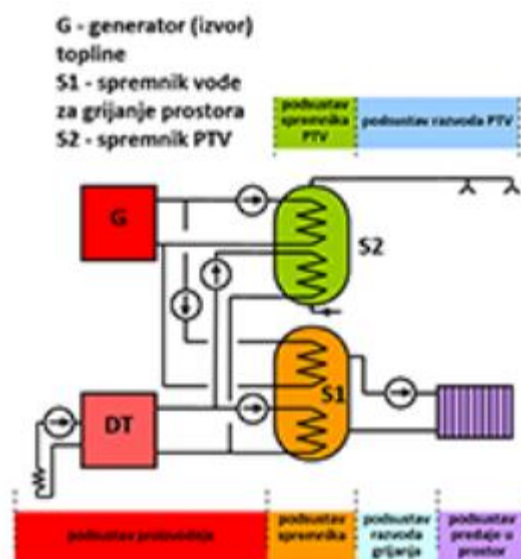 G - generator (izvor)
topline
S1 - spremnik vode
za grijanje prostora
S2 - spremnik PTV
podsustav
spremnika
PTV
podsustav razvoda PTV
G
S2
S1
DT
podsustav proizvodnje
podsustav
spremnika
podsustav
razvoda
grijanja
podsustav
predaje u
prostor